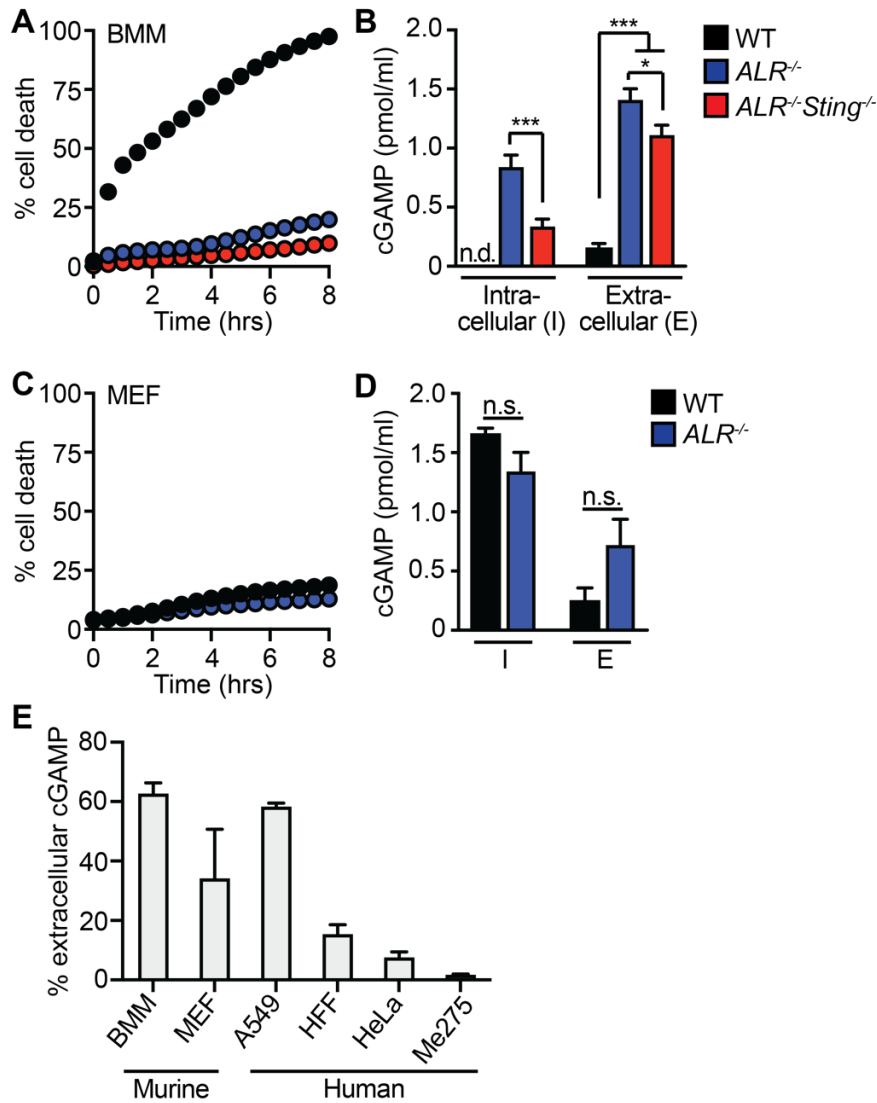 A
BMM
% cell death
100
75
50
25
0
0 2 4 6 8
Time (hrs)
B
cGAMP (pmol/ml)
2.0
1.5
1.0
0.5
0
n.d.
***
***
*
Intra-
cellular (I)
Extra-
cellular (E)
WT
ALR-/-
ALR-/-Sting-/-
C
MEF
% cell death
100
75
50
25
0
0 2 4 6 8
Time (hrs)
D
cGAMP (pmol/ml)
2.0
1.5
1.0
0.5
0
n.s.
n.s.
I E
WT
ALR-/-
E
% extracellular cGAMP
80
60
40
20
0
BMM MEF A549 HFF HeLa Me275
Murine Human